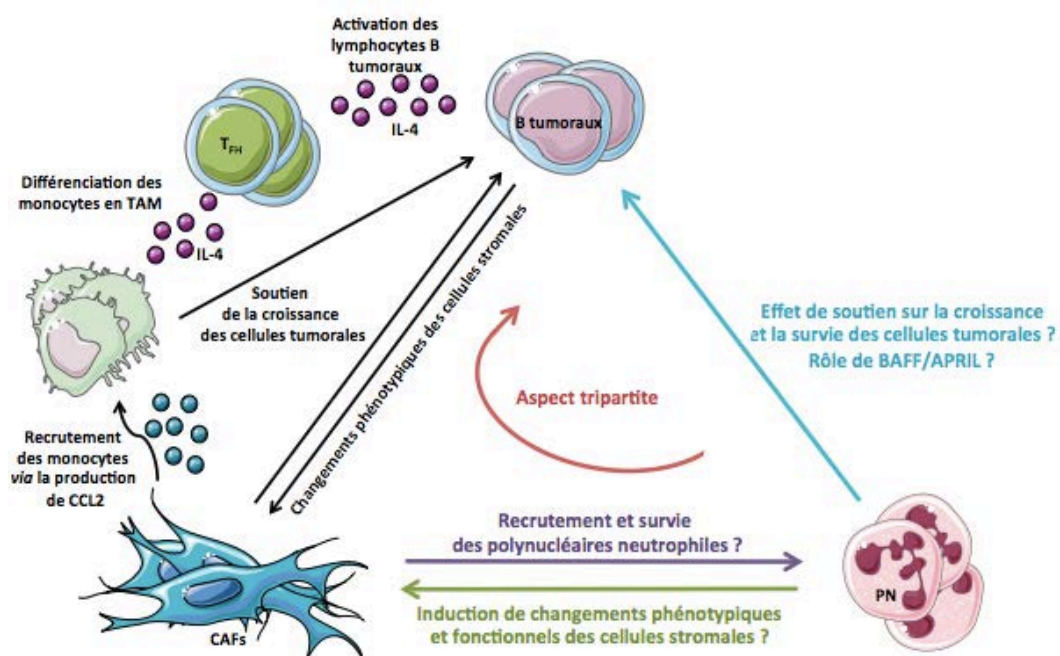 Activation des
lymphocytes B
tumoraux
IL-4
B tumoraux
T_FH
Différenciation des
monocytes en TAM
IL-4
Soutien
de la croissance
des cellules tumorales
Changements phénotypiques des cellules stromales
Effet de soutien sur la croissance
et la survie des cellules tumorales ?
Rôle de BAFF/APRIL ?
Aspect tripartite
Recrutement
des monocytes
via la production
de CCL2
Recrutement et survie
des polynucléaires neutrophiles ?
PN
Induction de changements phénotypiques
et fonctionnels des cellules stromales ?
CAFs